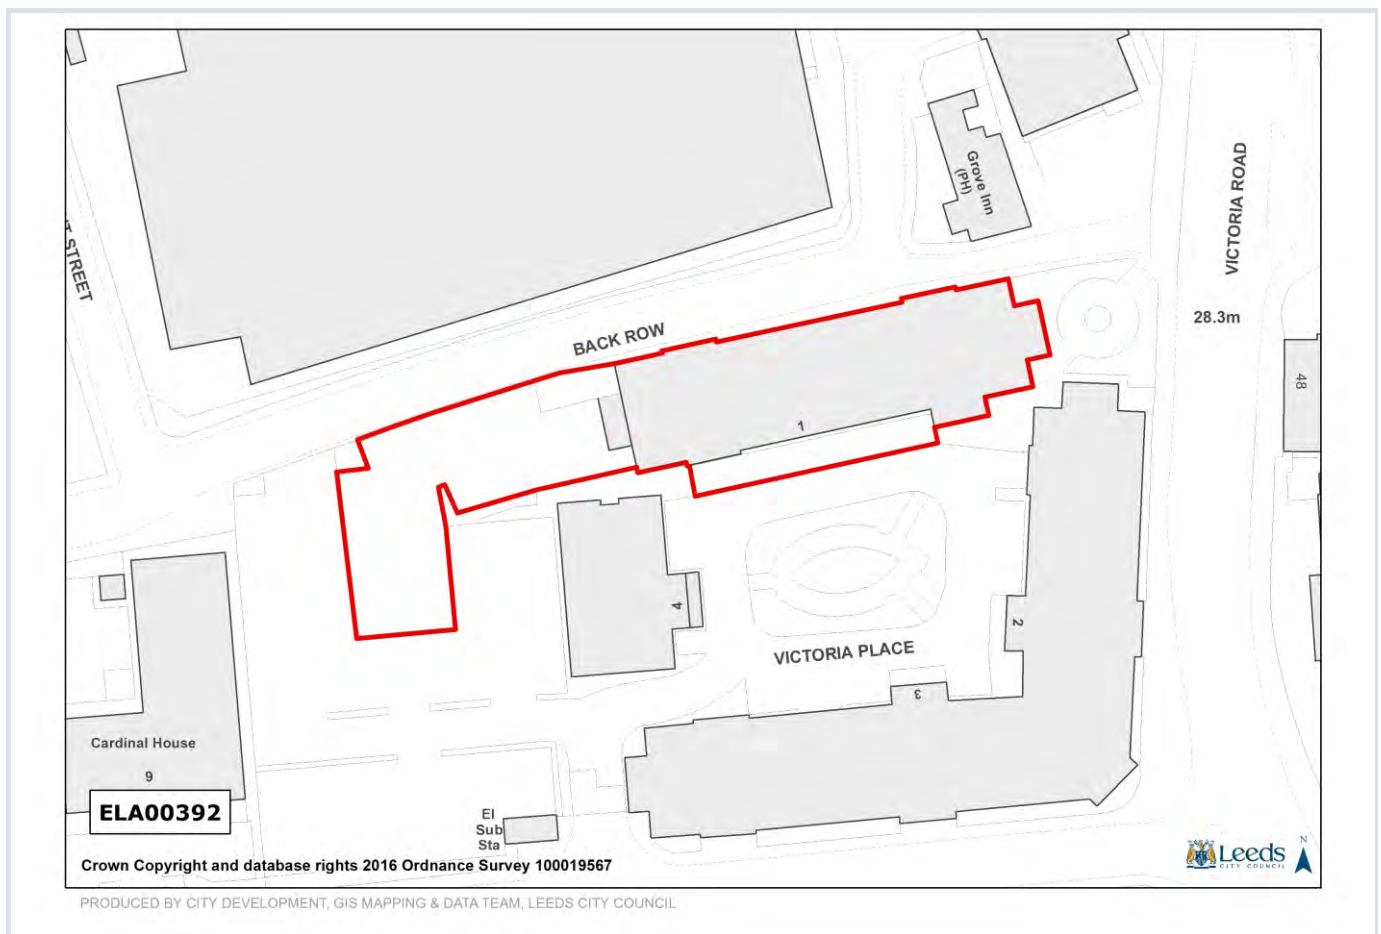 Grove Inn
(PH)
VICTORIA ROAD
STREET
28.3m
BACK ROW
48
1
4
2
VICTORIA PLACE
3
Cardinal House
9
ELA00392
El
Sub
Sta
Crown Copyright and database rights 2016 Ordnance Survey 100019567
Leeds
CITY COUNCIL
N
PRODUCED BY CITY DEVELOPMENT, GIS MAPPING & DATA TEAM, LEEDS CITY COUNCIL